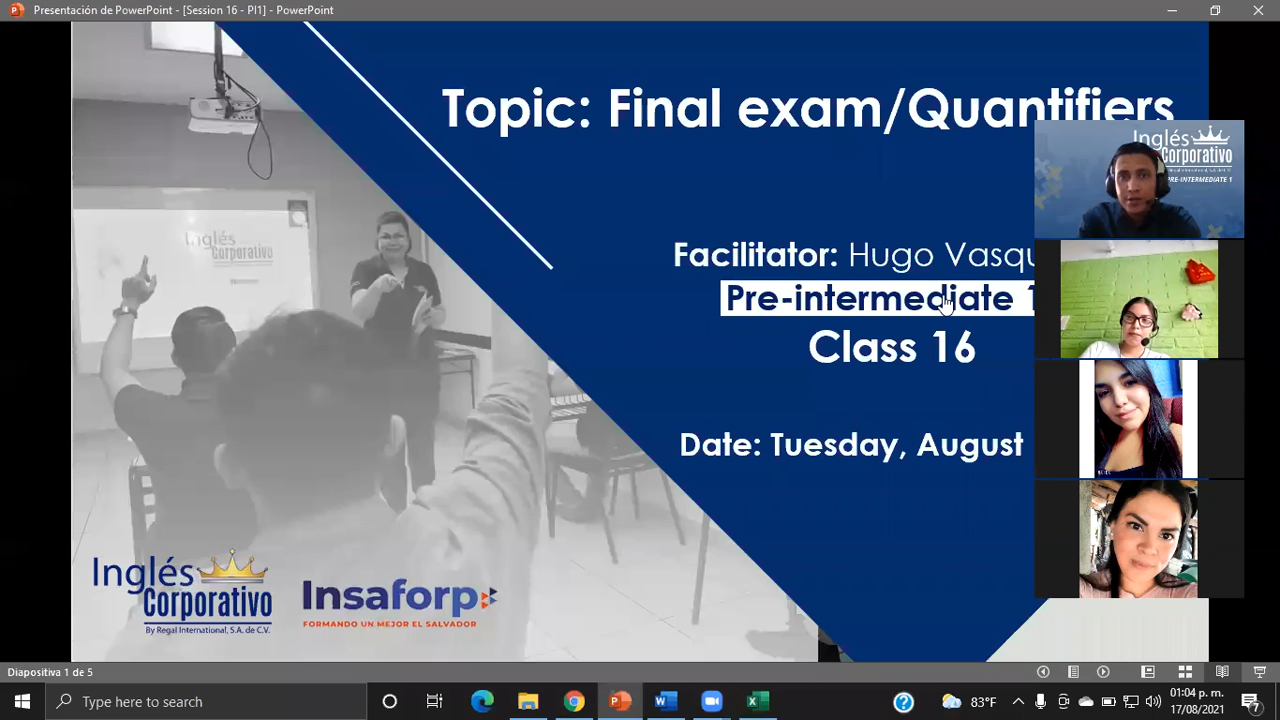 Presentación de PowerPoint - [Session 16 - PI1] - PowerPoint
Topic: Final exam/Quantifiers
Inglés
Corporativo
PRE-INTERMEDIATE 1
Inglés
Corporativo
Facilitator: Hugo Vasqu
Pre-intermediate 1
Class 16
Date: Tuesday, August
Inglés
Corporativo
By Regal International, S.A. de C.V.
Insaforp
FORMANDO UN MEJOR EL SALVADOR
Diapositiva 1 de 5
Type here to search
83°F
01:04 p. m.
17/08/2021
7